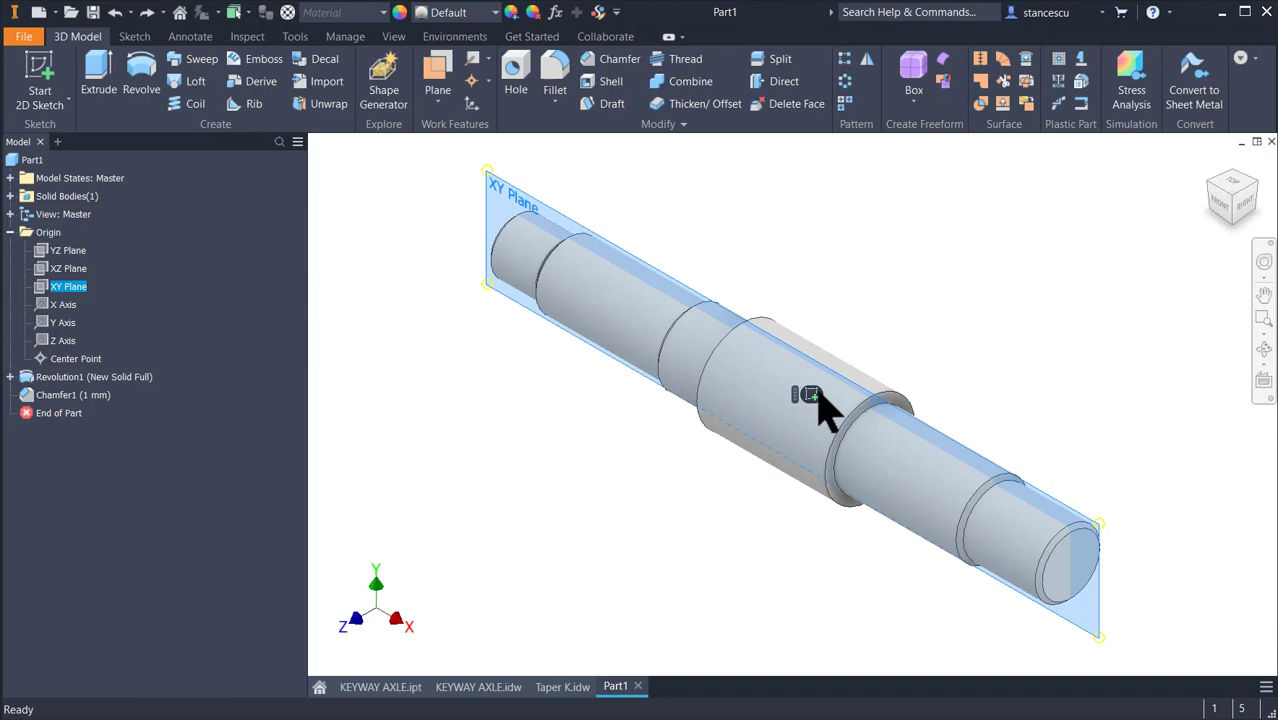 Material
Default
Part1
Search Help & Commands...
stancescu
File
3D Model
Sketch
Annotate
Inspect
Tools
Manage
View
Environments
Get Started
Collaborate
Start
2D Sketch
Extrude
Revolve
Sweep
Loft
Coil
Emboss
Derive
Rib
Decal
Import
Unwrap
Shape
Generator
Plane
Hole
Fillet
Chamfer
Shell
Draft
Thread
Combine
Thicken/ Offset
Split
Direct
Delete Face
Box
Stress
Analysis
Convert to
Sheet Metal
Sketch
Create
Explore
Work Features
Modify
Pattern
Create Freeform
Surface
Plastic Part
Simulation
Convert
Model
Part1
Model States: Master
Solid Bodies(1)
View: Master
Origin
YZ Plane
XZ Plane
XY Plane
X Axis
Y Axis
Z Axis
Center Point
Revolution1 (New Solid Full)
Chamfer1 (1 mm)
End of Part
XY Plane
TOP
FRONT
RIGHT
Y
Z
X
KEYWAY AXLE.ipt
KEYWAY AXLE.idw
Taper K.idw
Part1
Ready
1
5